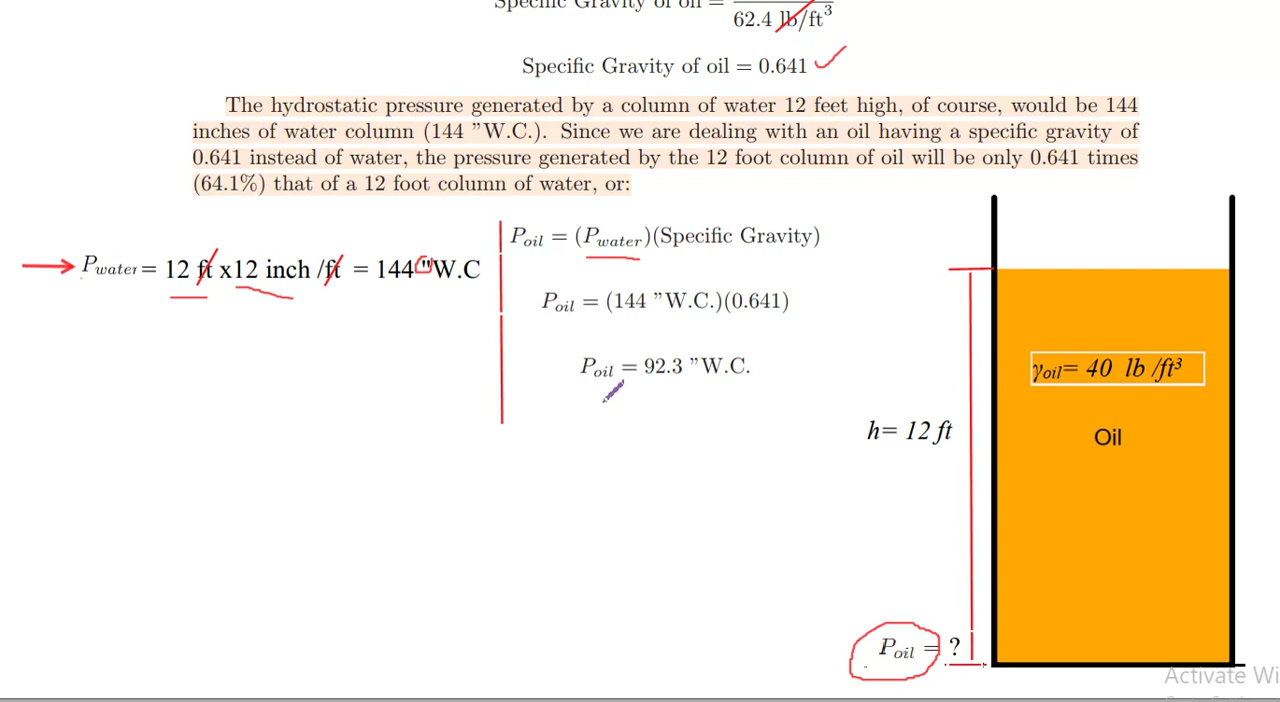 Specific Gravity of oil =
62.4 lb/ft³
Specific Gravity of oil = 0.641
The hydrostatic pressure generated by a column of water 12 feet high, of course, would be 144
inches of water column (144 ”W.C.). Since we are dealing with an oil having a specific gravity of
0.641 instead of water, the pressure generated by the 12 foot column of oil will be only 0.641 times
(64.1%) that of a 12 foot column of water, or:
P_water = 12 ft x12 inch /ft = 144 "W.C
P_oil = (P_water)(Specific Gravity)
P_oil = (144 ”W.C.)(0.641)
P_oil = 92.3 ”W.C.
γ_oil= 40 lb /ft³
Oil
h= 12 ft
P_oil = ?
Activate Wi